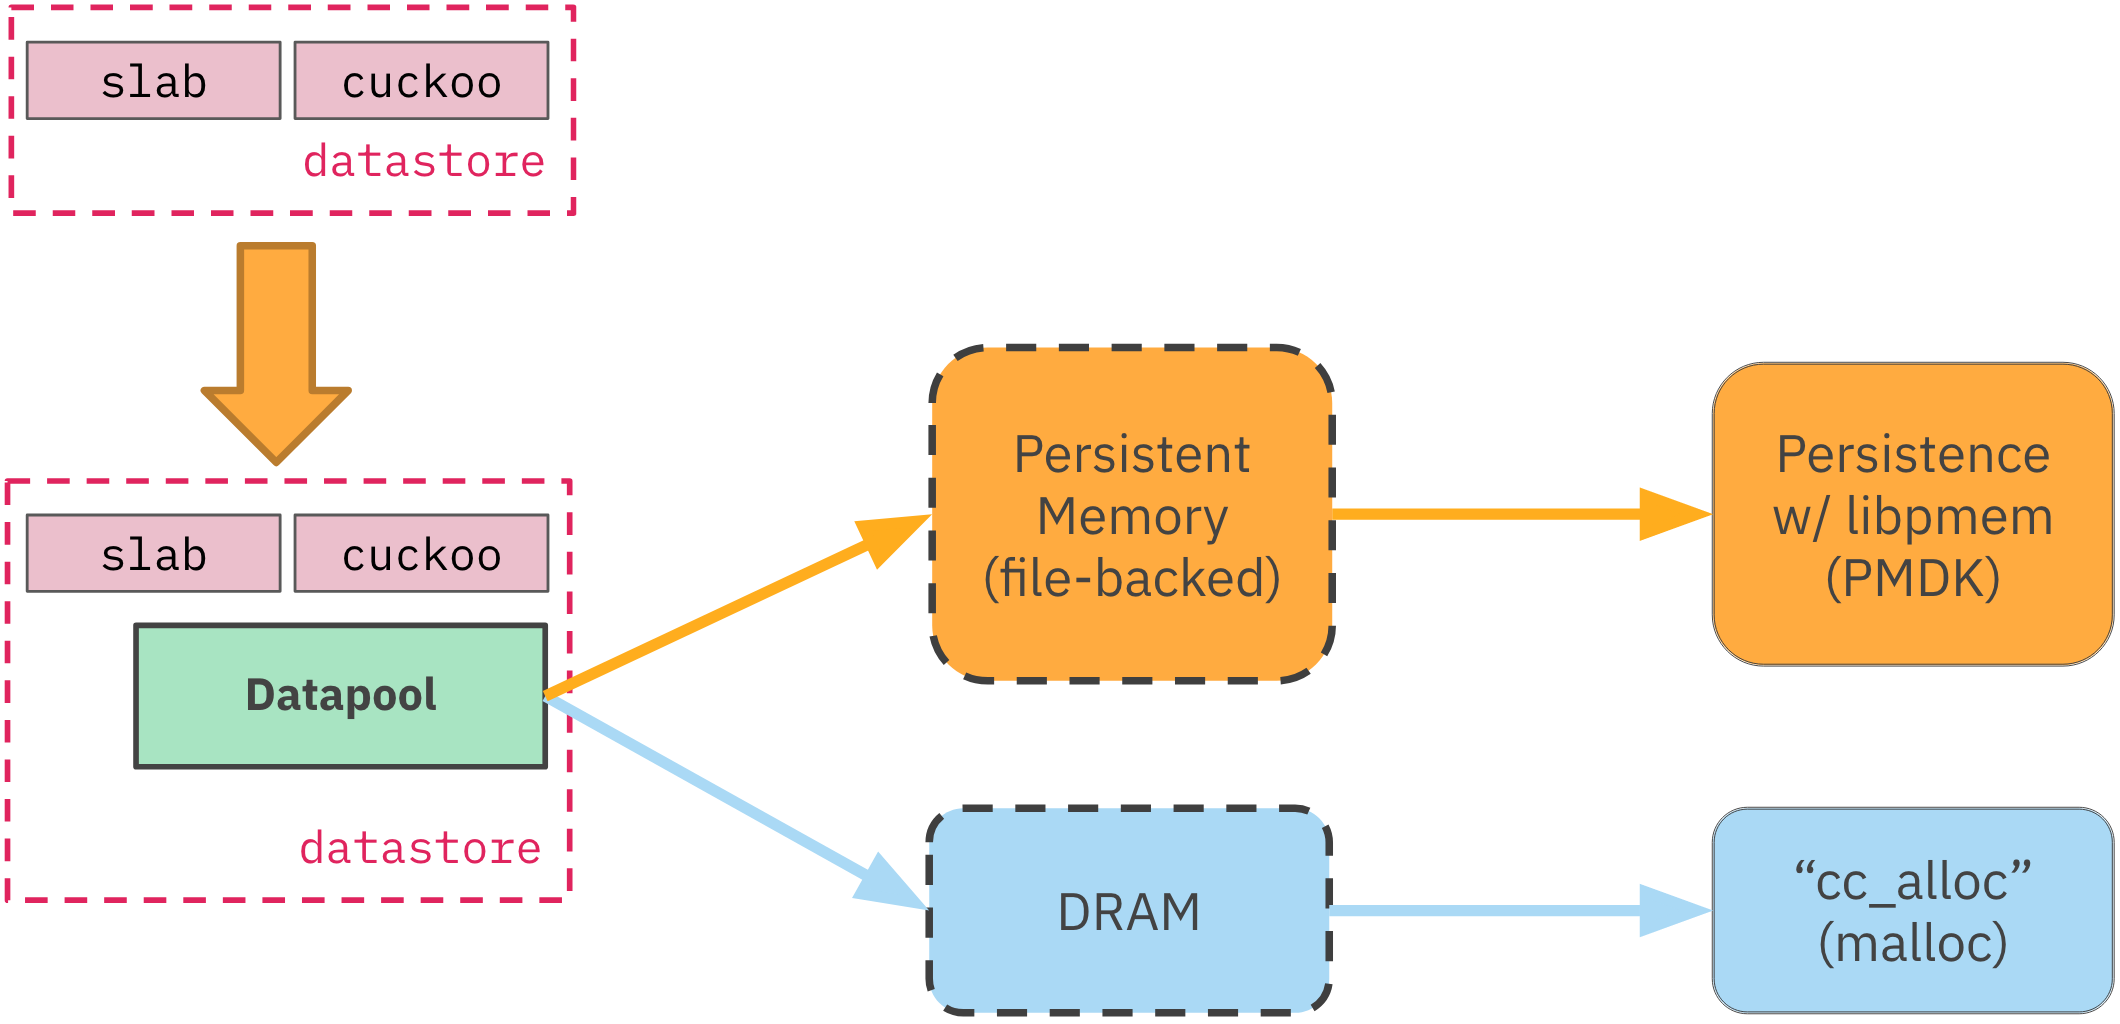 slab
cuckoo
datastore
slab
cuckoo
Datapool
datastore
Persistent
Memory
(file-backed)
Persistence
w/ libpmem
(PMDK)
DRAM
“cc_alloc”
(malloc)